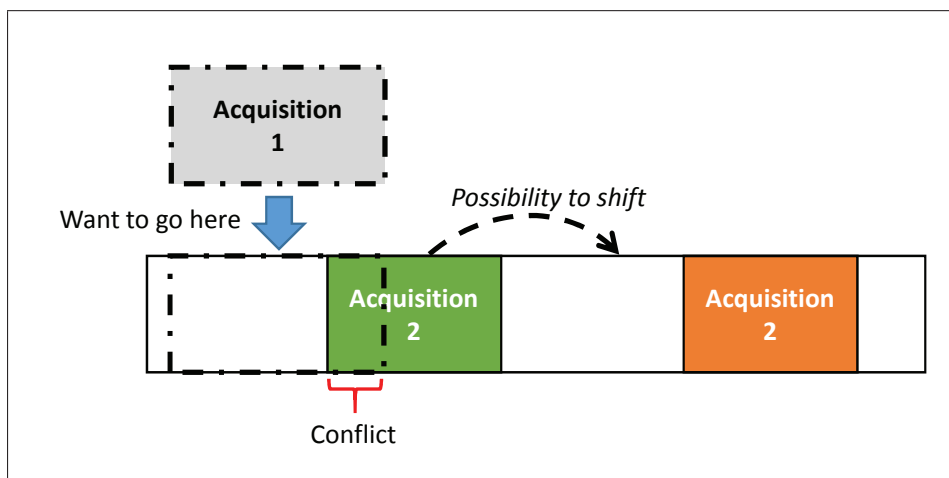 Acquisition
1
Possibility to shift
Want to go here
Acquisition
2
Acquisition
2
Conflict